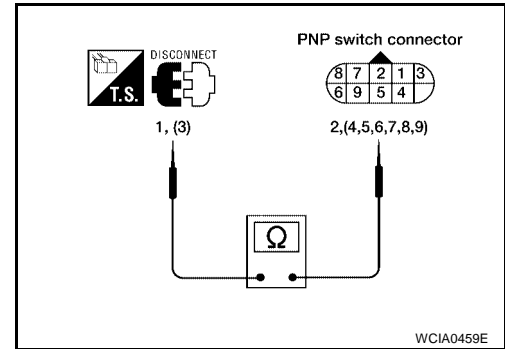 PNP switch connector
DISCONNECT
T.S.
8 7 2 1 3
6 9 5 4
1, (3)
2,(4,5,6,7,8,9)
Ω
WCIA0459E